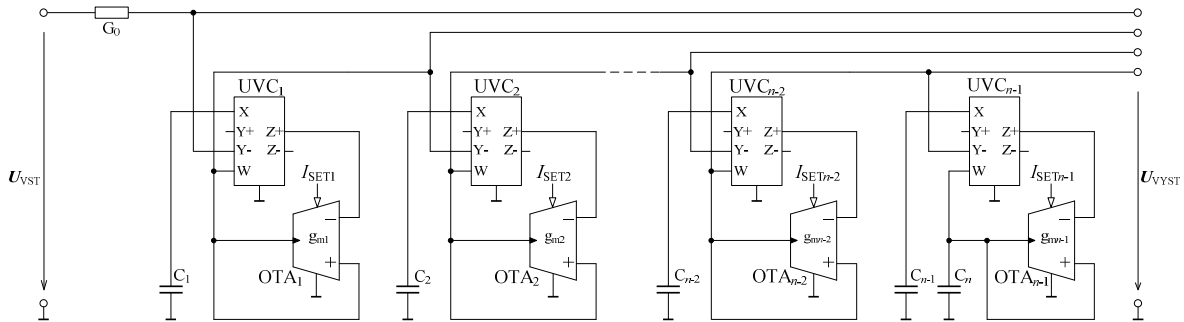 G0
UVC1
X
Y+
Y-
W
Z+
Z-
UVC2
X
Y+
Y-
W
Z+
Z-
UVCn-2
X
Y+
Y-
W
Z+
Z-
UVCn-1
X
Y+
Y-
W
Z+
Z-
UVST
ISET1
ISET2
ISETn-2
ISETn-1
UVYST
gm1
−
+
gm2
−
+
gmn-2
−
+
gmn-1
−
+
C1
OTA1
C2
OTA2
Cn-2
OTAn-2
Cn-1
Cn
OTAn-1